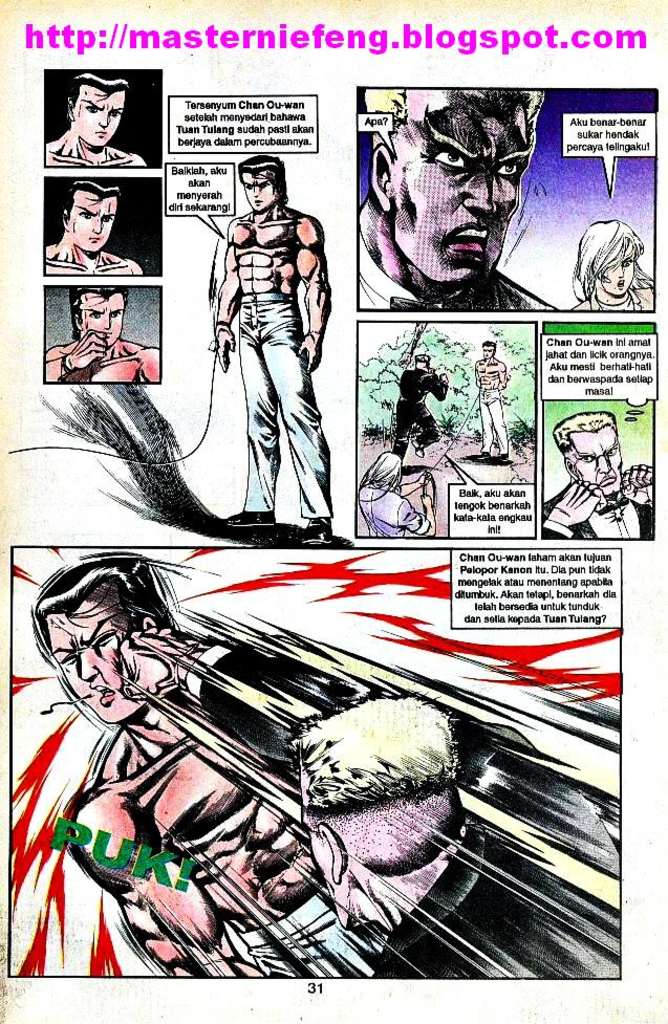 http://masterniefeng.blogspot.com
Tersenyum Chan Ou-wan
setelah menyedari bahawa
Tuan Tulang sudah pasti akan
berjaya dalam percubaannya.
Baiklah, aku
akan
menyerah
diri sekarang!
Apa?
Aku benar-benar
sukar hendak
percaya
telingaku!
Baik, aku akan
tengok benarkah
kata-kata engkau
ini!
Chan Ou-wan ini amat
jahat dan licik orangnya.
Aku mesti berhati-hati
dan berwaspada setiap
masa!
Chan Ou-wan faham akan tujuan
Pelopor Kanon itu. Dia pun tidak
mengelak atau menentang apabila
ditumbuk. Akan tetapi, benarkah dia
telah bersedia untuk tunduk
dan setia kepada Tuan Tulang?
PUK!
31